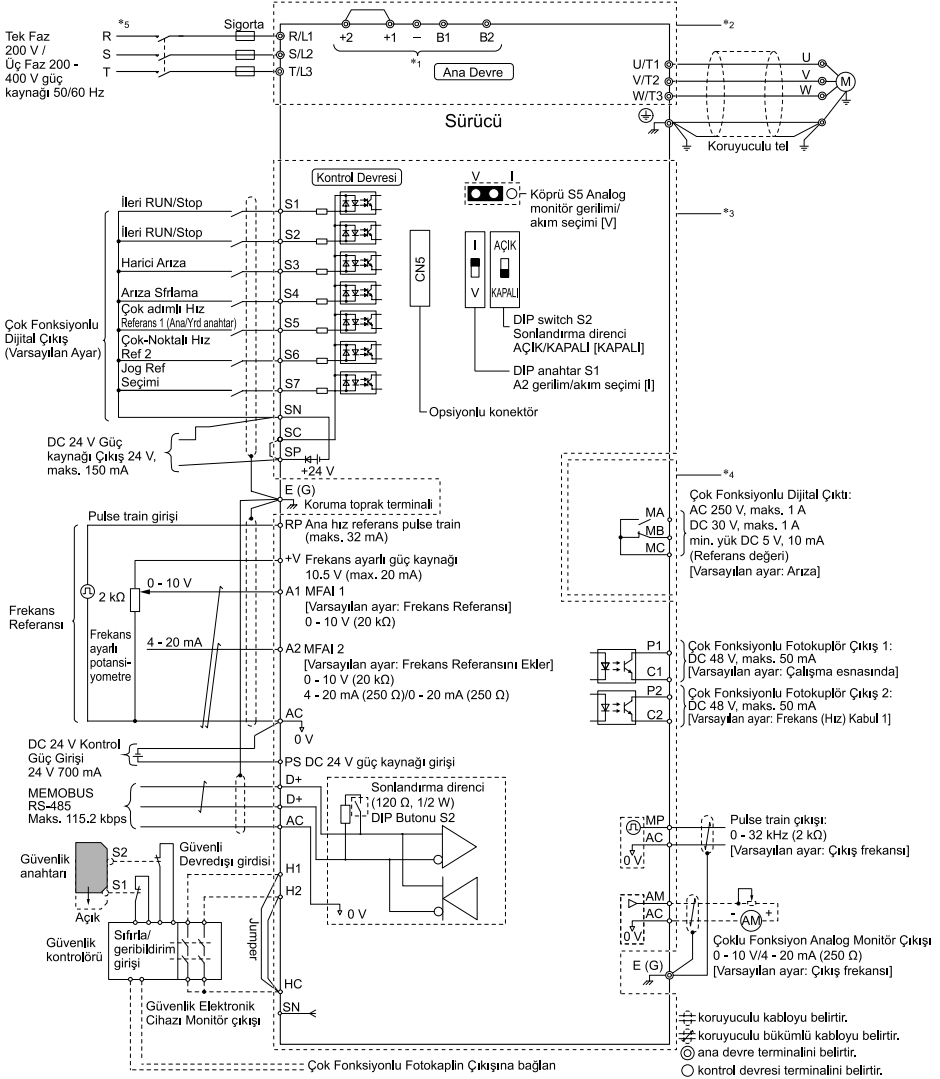 *5
Tek Faz
200 V /
Üç Faz 200 -
400 V güç
kaynağı 50/60 Hz
R
S
T
Sigorta
R/L1
S/L2
T/L3
+2
+1
–
B1
B2
*1
Ana Devre
*2
U/T1
V/T2
W/T3
U
V
W
M
Sürücü
Koruyuculu tel
Kontrol Devresi
V I
Köprü S5 Analog
monitör gerilimi/
akım seçimi [V]
*3
İleri RUN/Stop
S1
İleri RUN/Stop
S2
Harici Arıza
S3
Arıza Sfrlama
S4
Çok adımlı Hız
Referans 1 (Ana/Yrd anahtar)
S5
Çok-Noktalı Hız
Ref 2
S6
Jog Ref
Seçimi
S7
Çok Fonksiyonlu
Dijital Çıkış
(Varsayılan Ayar)
CN5
I
V
AÇIK
KAPALI
DIP switch S2
Sonlandırma direnci
AÇIK/KAPALI [KAPALI]
DIP anahtar S1
A2 gerilim/akım seçimi [I]
Opsiyonlu konektör
SN
SC
SP
+24 V
DC 24 V Güç
kaynağı Çıkış 24 V,
maks. 150 mA
E (G)
Koruma toprak terminali
*4
MA
MB
MC
Çok Fonksiyonlu Dijital Çıktı:
AC 250 V, maks. 1 A
DC 30 V, maks. 1 A
min. yük DC 5 V, 10 mA
(Referans değeri)
[Varsayılan ayar: Arıza]
Pulse train girişi
RP Ana hız referans pulse train
(maks. 32 mA)
+V Frekans ayarlı güç kaynağı
10.5 V (max. 20 mA)
2 kΩ
0 - 10 V
A1 MFAI 1
[Varsayılan ayar: Frekans Referansı]
0 - 10 V (20 kΩ)
Frekans
Referansı
Frekans
ayarlı
potansi-
yometre
4 - 20 mA
A2 MFAI 2
[Varsayılan ayar: Frekans Referansını Ekler]
0 - 10 V (20 kΩ)
4 - 20 mA (250 Ω)/0 - 20 mA (250 Ω)
AC
0 V
P1
C1
Çok Fonksiyonlu Fotokuplör Çıkış 1:
DC 48 V, maks. 50 mA
[Varsayılan ayar: Çalışma esnasında]
P2
C2
Çok Fonksiyonlu Fotokuplör Çıkış 2:
DC 48 V, maks. 50 mA
[Varsayılan ayar: Frekans (Hız) Kabul 1]
DC 24 V Kontrol
Güç Girişi
24 V 700 mA
PS DC 24 V güç kaynağı girişi
MEMOBUS
RS-485
Maks. 115.2 kbps
D+
D+
AC
Sonlandırma direnci
(120 Ω, 1/2 W)
DIP Butonu S2
0 V
MP
AC
0 V
Pulse train çıkışı:
0 - 32 kHz (2 kΩ)
[Varsayılan ayar: Çıkış frekansı]
Güvenlik
anahtarı
S2
S1
Açık
Güvenli
Devredışı girdisi
H1
H2
Jumper
HC
SN
Güvenlik
kontrolörü
Sıfırla/
geribildirim
girişi
Güvenlik Elektronik
Cihazı Monitör çıkışı
Çok Fonksiyonlu Fotokaplin Çıkışına bağlan
AM
AC
0 V
- +
AM
Çoklu Fonksiyon Analog Monitör Çıkışı
0 - 10 V/4 - 20 mA (250 Ω)
[Varsayılan ayar: Çıkış frekansı]
E (G)
koruyuculu kabloyu belirtir.
koruyuculu bükümlü kabloyu belirtir.
ana devre terminalini belirtir.
kontrol devresi terminalini belirtir.